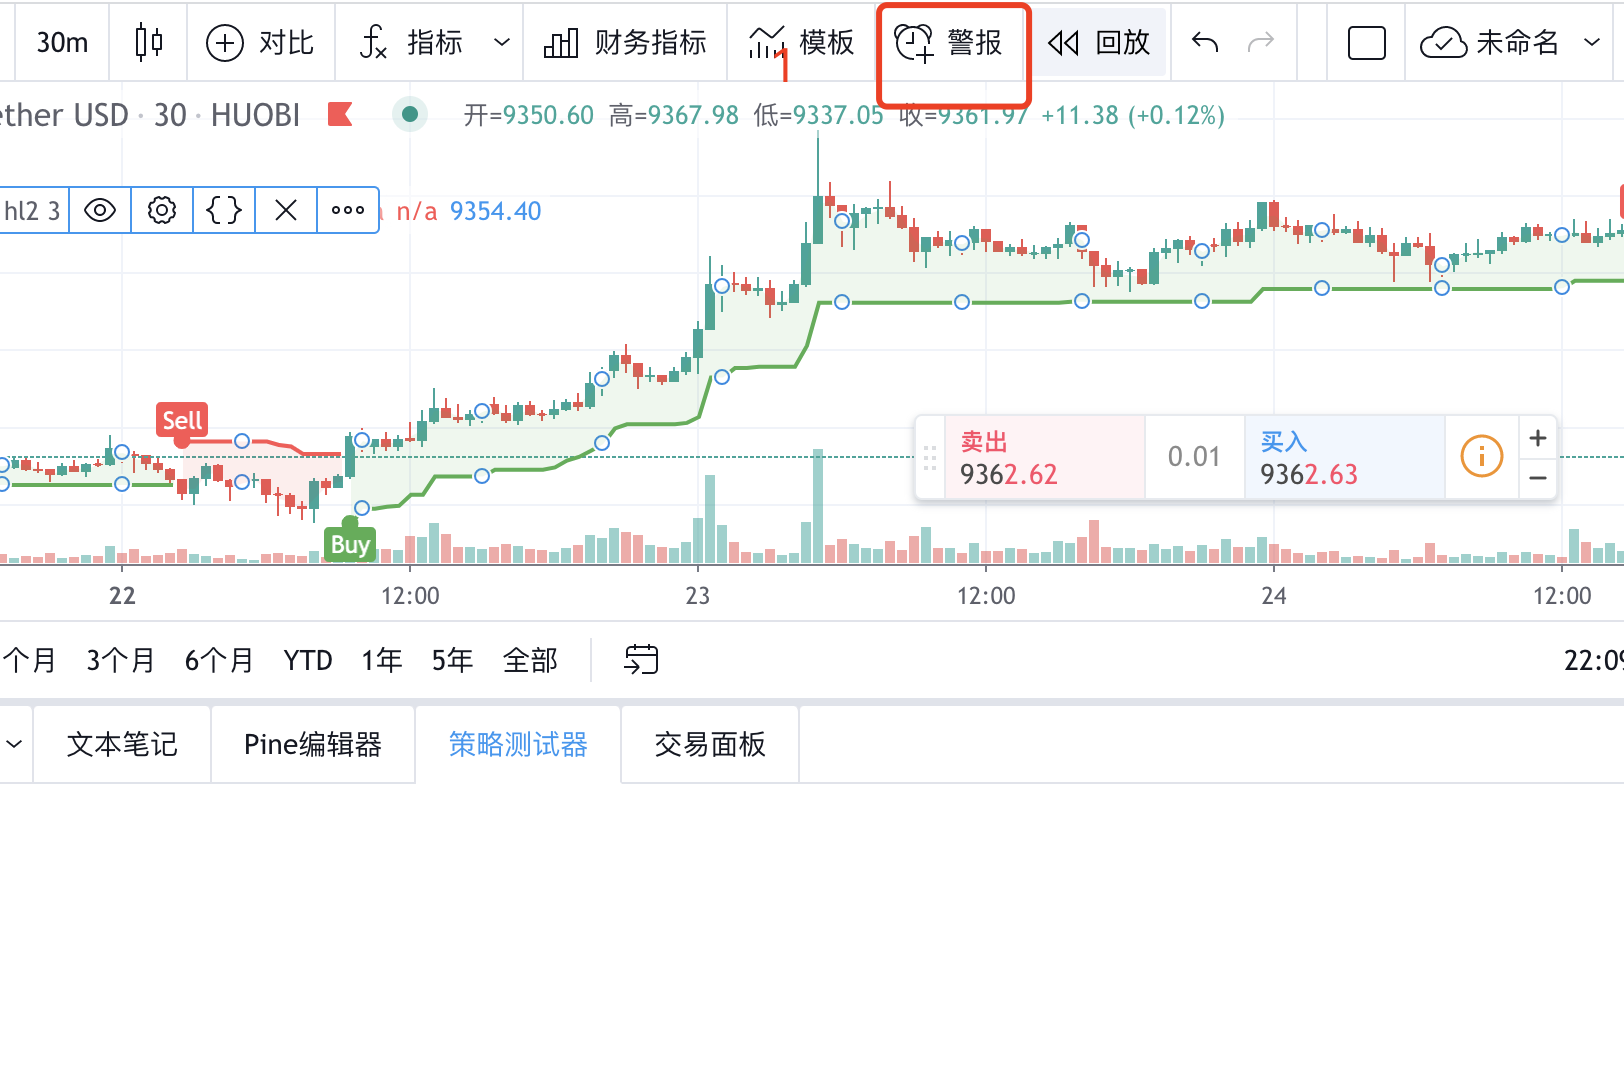 30m 对比 指标 财务指标 模板 警报 回放 未命名
1
ether USD · 30 · HUOBI 开=9350.60 高=9367.98 低=9337.05 收=9361.97 +11.38 (+0.12%)
hl2 3 n/a 9354.40
Sell
卖出 0.01 买入
9362.62 9362.63
Buy
22 12:00 23 12:00 24 12:00
个月 3个月 6个月 YTD 1年 5年 全部 22:09
文本笔记 Pine编辑器 策略测试器 交易面板